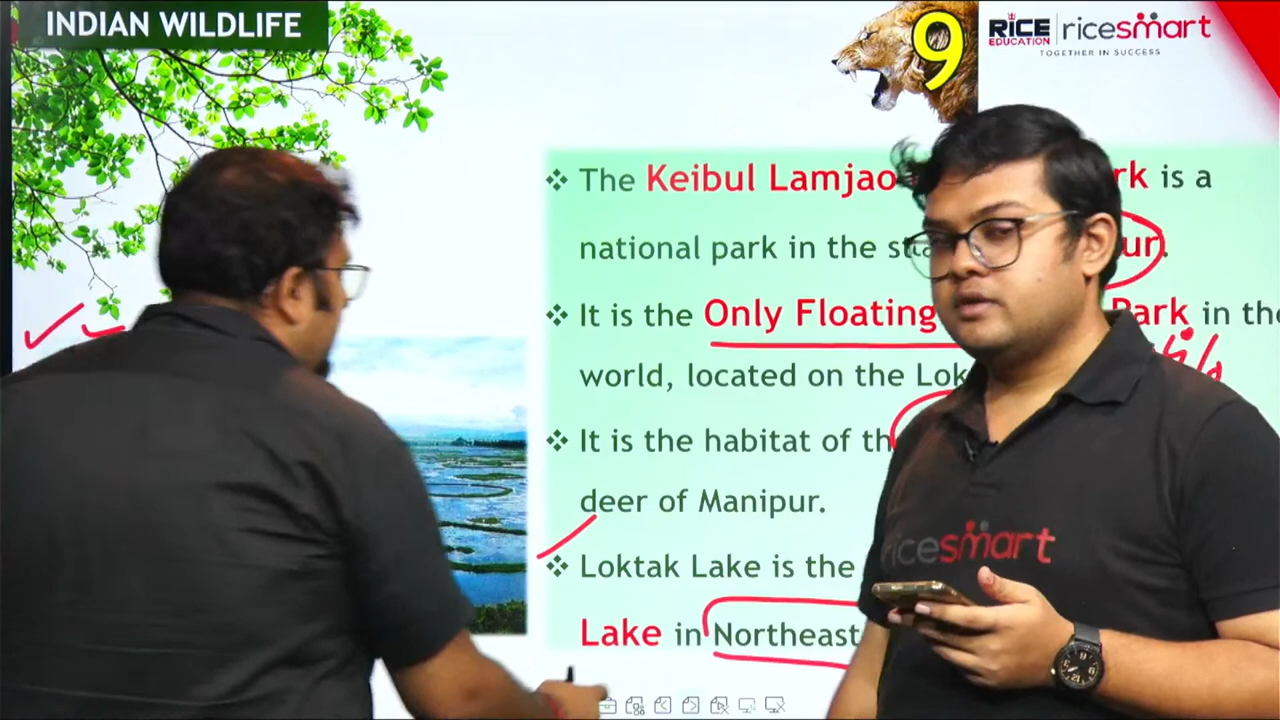 INDIAN WILDLIFE
9
RICE EDUCATION
ricesmart
TOGETHER IN SUCCESS
❖ The Keibul Lamjao rk is a
national park in the sta ur.
❖ It is the Only Floating Park in the
world, located on the Lok
❖ It is the habitat of th
deer of Manipur.
❖ Loktak Lake is the
Lake in Northeast
ricesmart